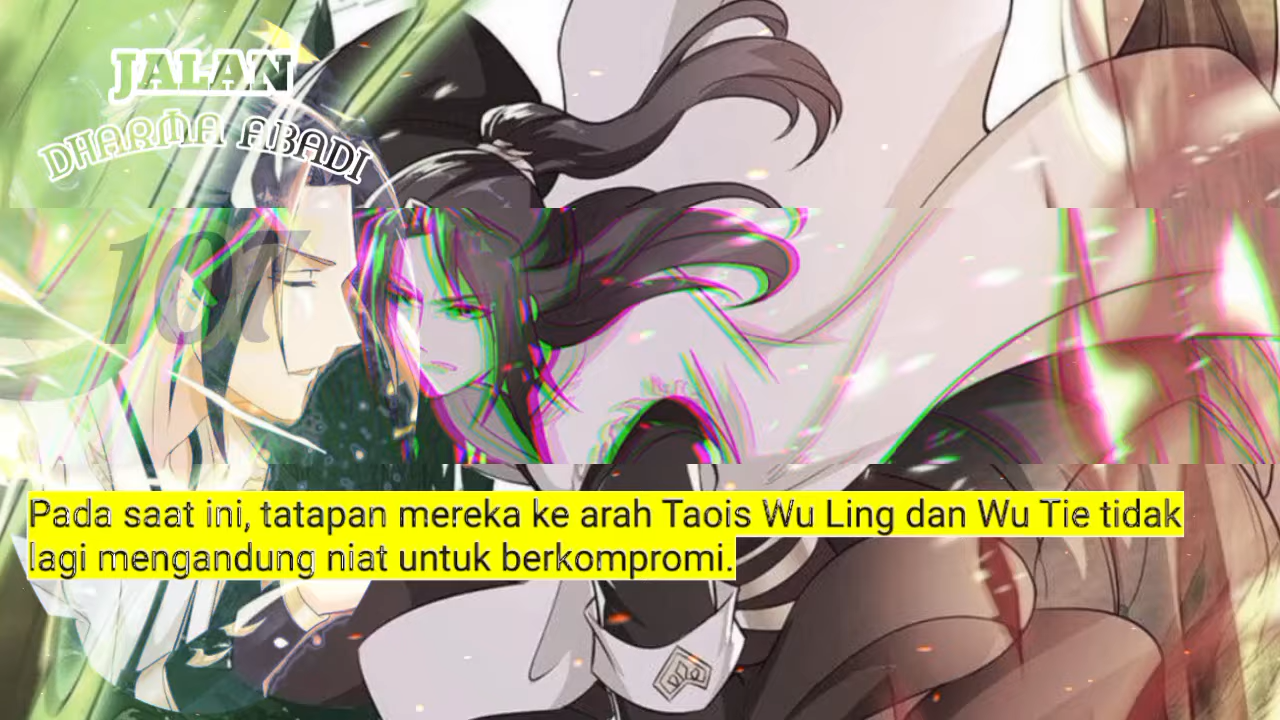 JALAN
DHARMA ABADI
107
Pada saat ini, tatapan mereka ke arah Taois Wu Ling dan Wu Tie tidak
lagi mengandung niat untuk berkompromi.